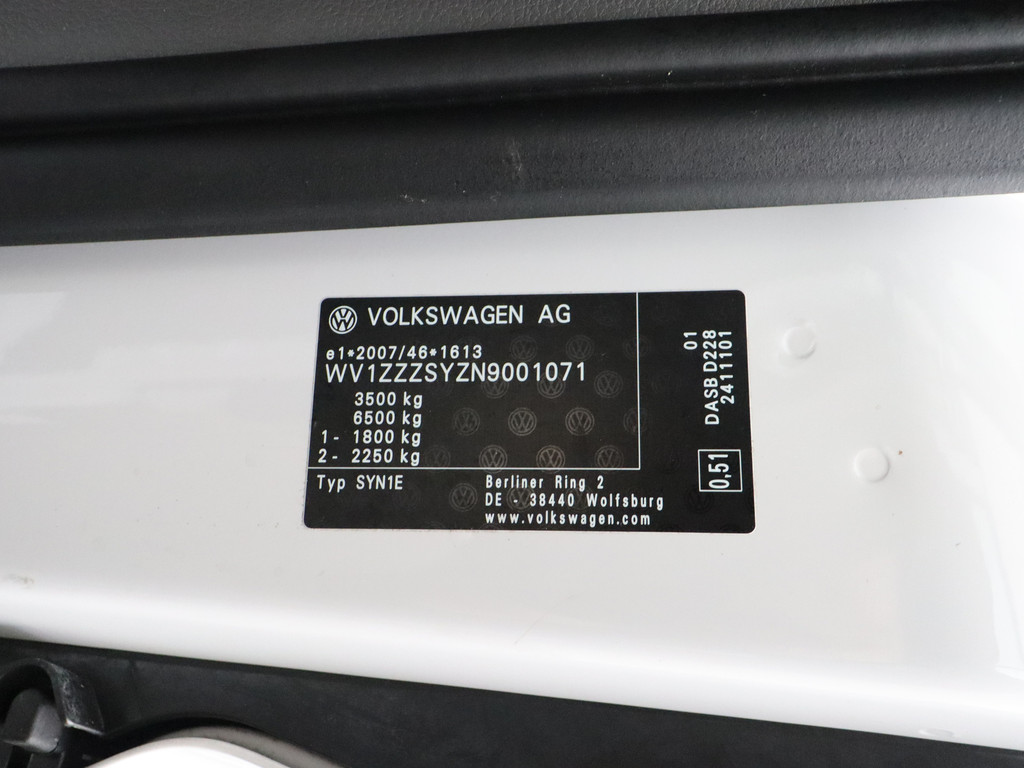 VOLKSWAGEN AG
e1*2007/46*1613
WV1ZZZSYZN9001071
3500 kg
6500 kg
1- 1800 kg
2- 2250 kg
Typ SYN1E
Berliner Ring 2
DE - 38440 Wolfsburg
www.volkswagen.com
01
DASB D228
2411101
0,51